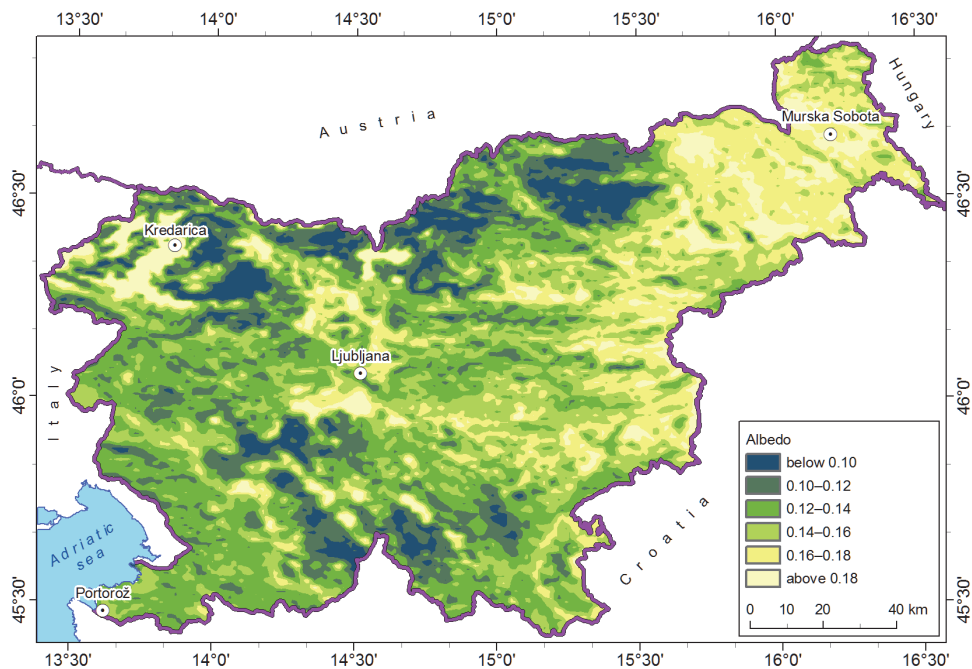 13°30' 14°0' 14°30' 15°0' 15°30' 16°0' 16°30'
Hungary
Austria
Murska Sobota
46°30'
46°30'
Kredarica
Ljubljana
46°0'
46°0'
Italy
Albedo
below 0.10
0.10–0.12
0.12–0.14
0.14–0.16
0.16–0.18
above 0.18
0 10 20 40 km
Croatia
Adriatic
sea
Portorož
45°30'
45°30'
13°30' 14°0' 14°30' 15°0' 15°30' 16°0' 16°30'